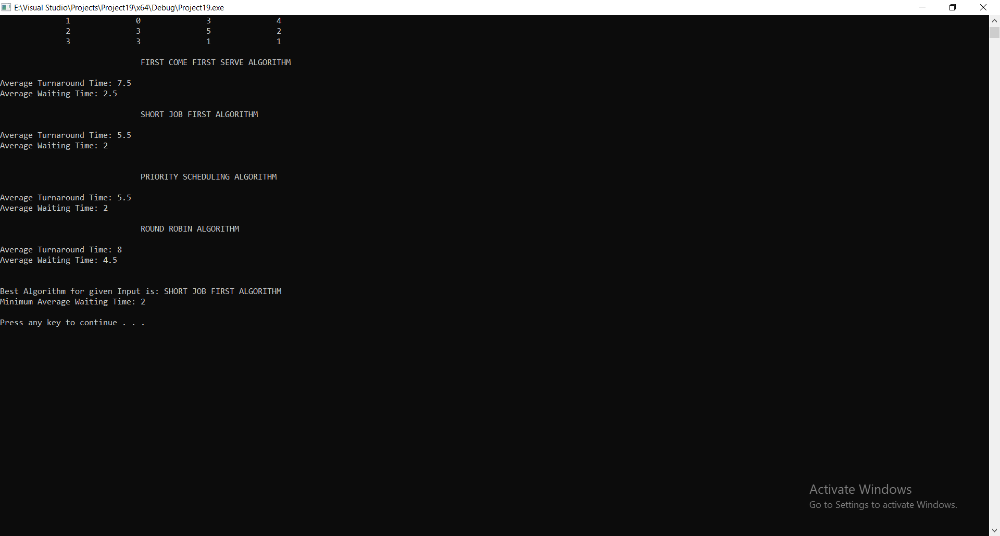 E:\Visual Studio\Projects\Project19\x64\Debug\Project19.exe
1 0 3 4
2 3 5 2
3 3 1 1
FIRST COME FIRST SERVE ALGORITHM
Average Turnaround Time: 7.5
Average Waiting Time: 2.5
SHORT JOB FIRST ALGORITHM
Average Turnaround Time: 5.5
Average Waiting Time: 2
PRIORITY SCHEDULING ALGORITHM
Average Turnaround Time: 5.5
Average Waiting Time: 2
ROUND ROBIN ALGORITHM
Average Turnaround Time: 8
Average Waiting Time: 4.5
Best Algorithm for given Input is: SHORT JOB FIRST ALGORITHM
Minimum Average Waiting Time: 2
Press any key to continue . . .
Activate Windows
Go to Settings to activate Windows.